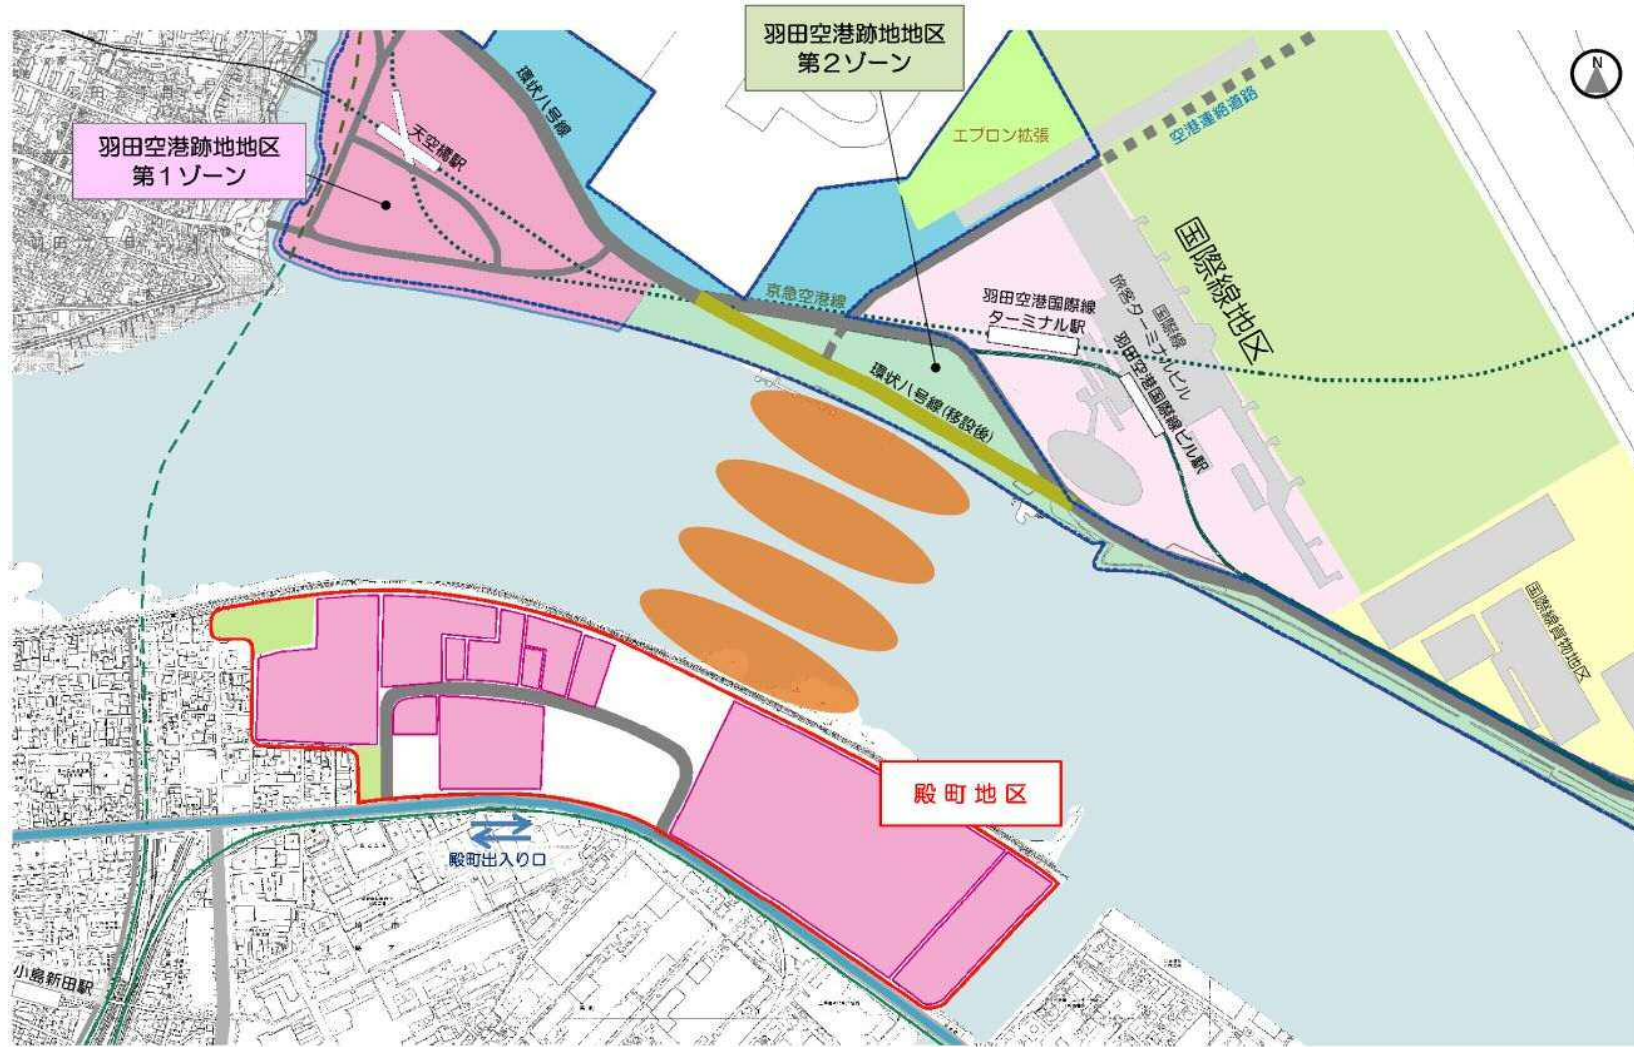 羽田空港跡地地区
第２ゾーン
N
環状八号線
エプロン拡張
空港連絡道路
羽田空港跡地地区
第１ゾーン
天空橋駅
国際線地区
京急空港線
羽田空港国際線
ターミナル駅
国際線
旅客ターミナルビル
羽田空港国際線ビル駅
環状八号線(移設後)
国際線貨物地区
殿町地区
殿町出入り口
小島新田駅